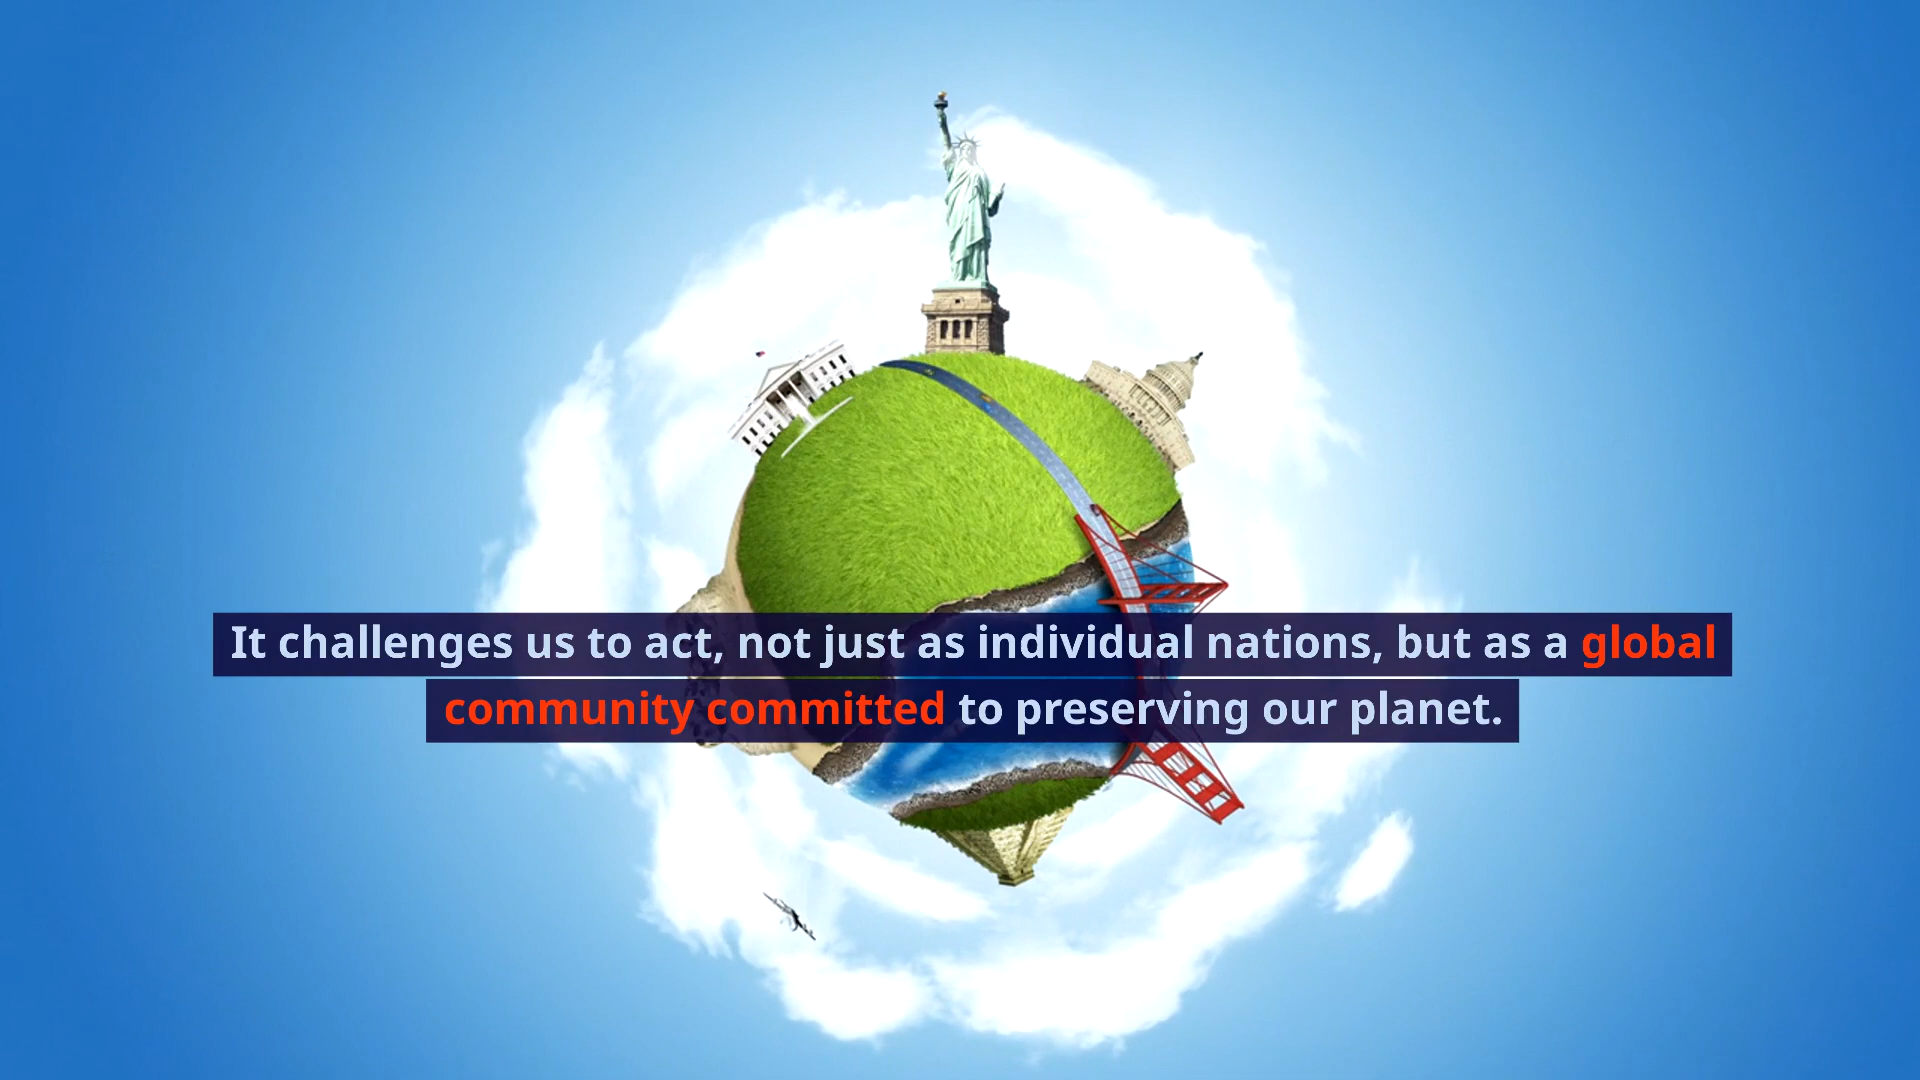 It challenges us to act, not just as individual nations, but as a global
community committed to preserving our planet.